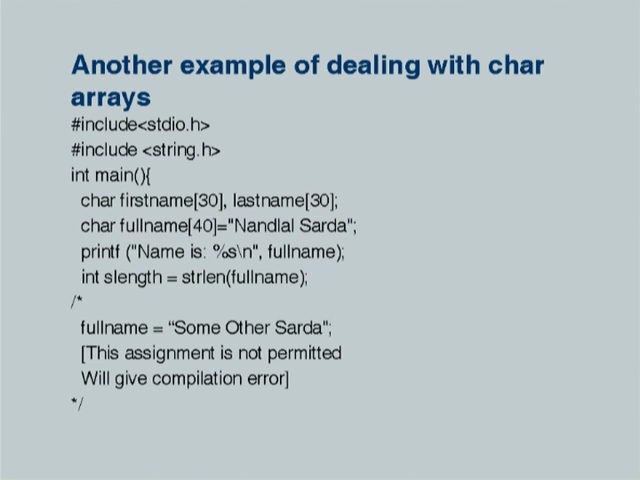 Another example of dealing with char
arrays
#include<stdio.h>
#include <string.h>
int main(){
char firstname[30], lastname[30];
char fullname[40]="Nandlal Sarda";
printf ("Name is: %s\n", fullname);
int slength = strlen(fullname);
/*
fullname = “Some Other Sarda";
[This assignment is not permitted
Will give compilation error]
*/